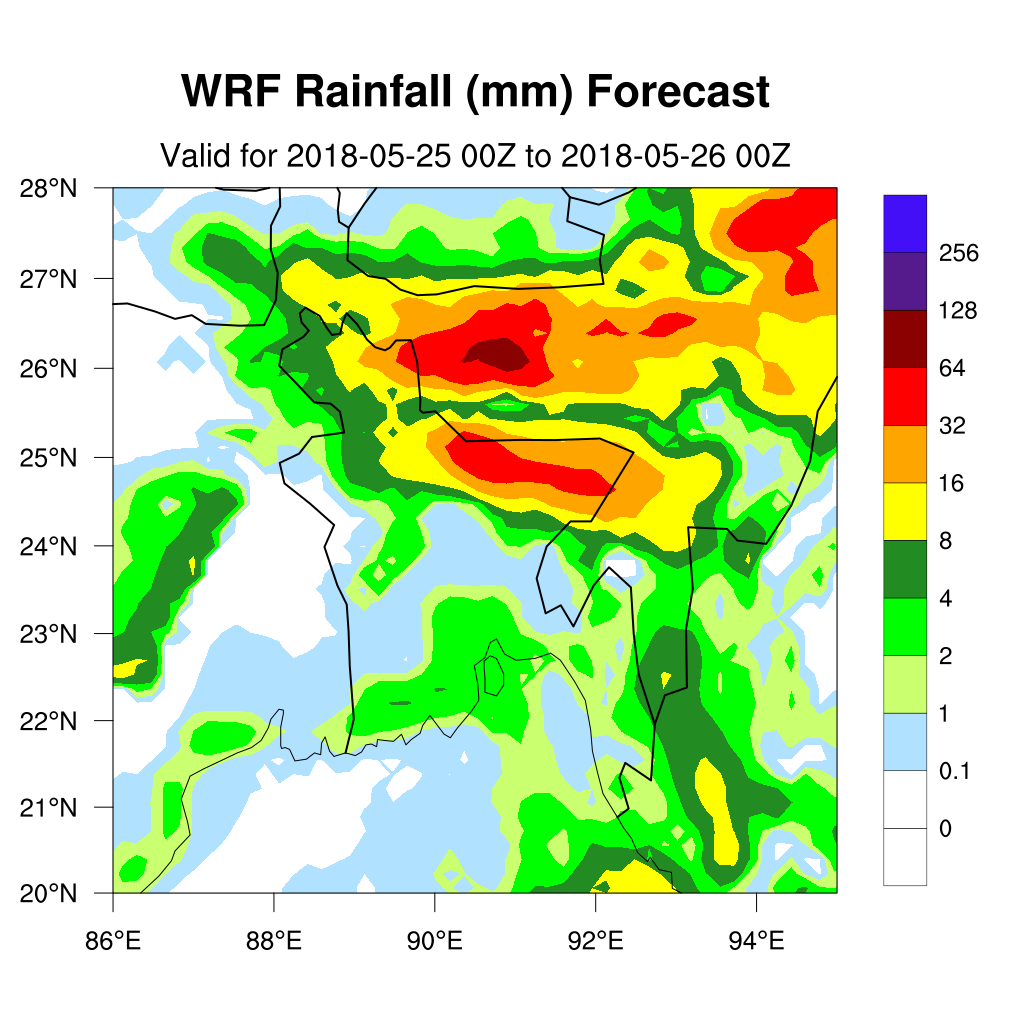 WRF Rainfall (mm) Forecast
Valid for 2018-05-25 00Z to 2018-05-26 00Z
28°N
27°N
26°N
25°N
24°N
23°N
22°N
21°N
20°N
86°E
88°E
90°E
92°E
94°E
256
128
64
32
16
8
4
2
1
0.1
0